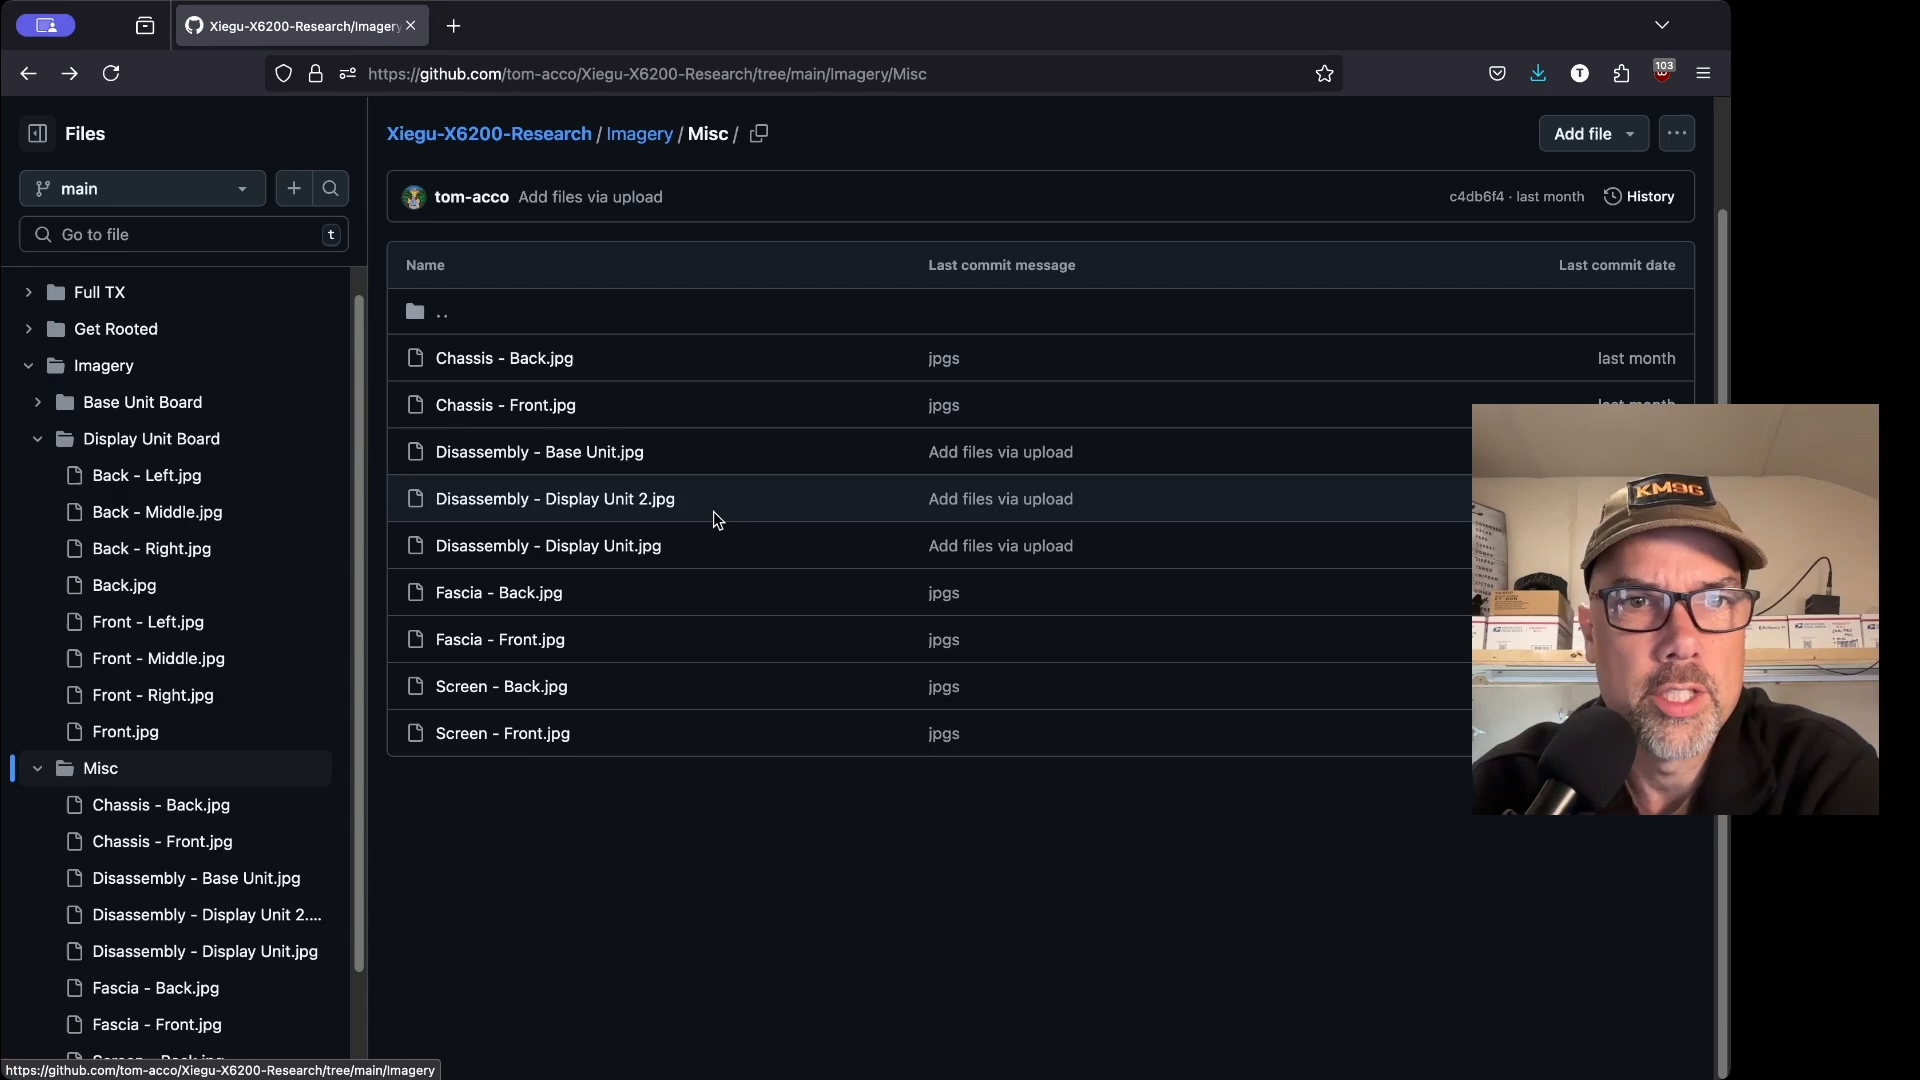 Xiegu-X6200-Research/Imagery
https://github.com/tom-acco/Xiegu-X6200-Research/tree/main/Imagery/Misc
T
103
Files
Xiegu-X6200-Research / Imagery / Misc /
Add file
main
tom-acco Add files via upload
c4db6f4 · last month
History
Go to file
t
Name
Last commit message
Last commit date
Full TX
..
Get Rooted
Chassis - Back.jpg
jpgs
last month
Imagery
Base Unit Board
Chassis - Front.jpg
jpgs
last month
Display Unit Board
Disassembly - Base Unit.jpg
Add files via upload
Back - Left.jpg
Disassembly - Display Unit 2.jpg
Add files via upload
Back - Middle.jpg
Back - Right.jpg
Disassembly - Display Unit.jpg
Add files via upload
Back.jpg
Fascia - Back.jpg
jpgs
Front - Left.jpg
Fascia - Front.jpg
jpgs
Front - Middle.jpg
Screen - Back.jpg
jpgs
Front - Right.jpg
Front.jpg
Screen - Front.jpg
jpgs
Misc
Chassis - Back.jpg
Chassis - Front.jpg
Disassembly - Base Unit.jpg
Disassembly - Display Unit 2....
Disassembly - Display Unit.jpg
Fascia - Back.jpg
Fascia - Front.jpg
https://github.com/tom-acco/Xiegu-X6200-Research/tree/main/Imagery
KM9G